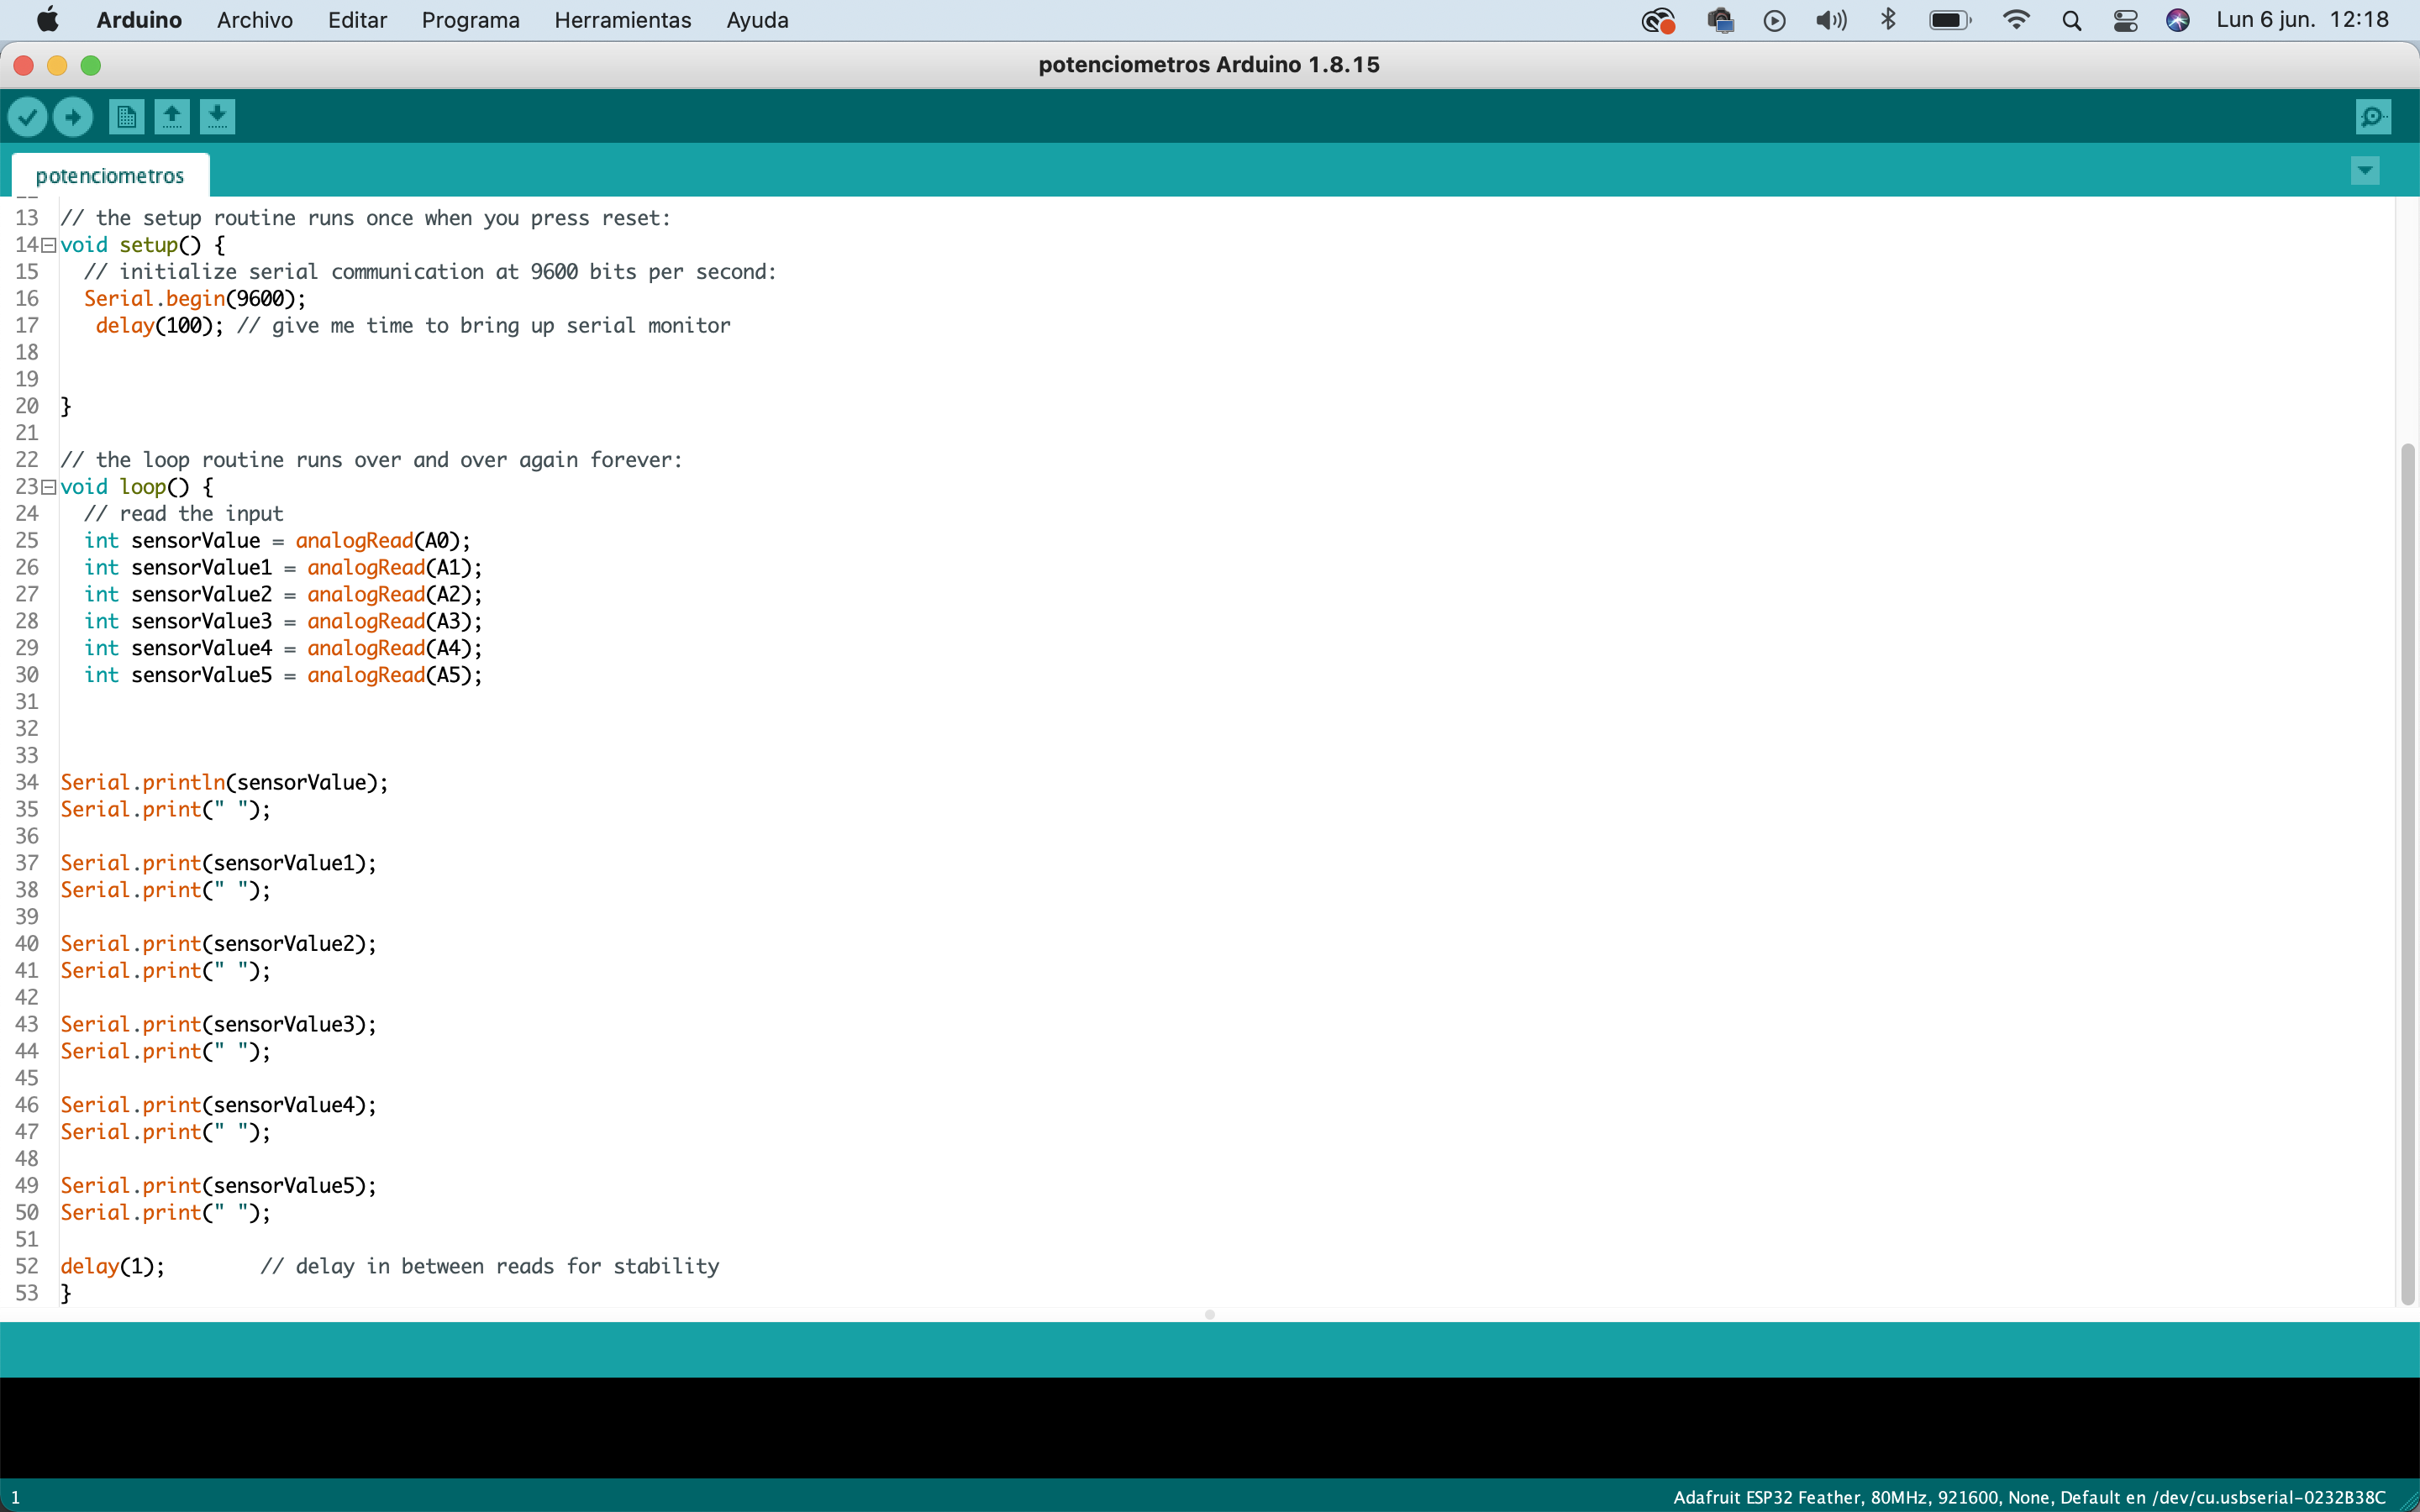 Arduino Archivo Editar Programa Herramientas Ayuda Lun 6 jun. 12:18
potenciometros Arduino 1.8.15
potenciometros
13 // the setup routine runs once when you press reset:
14 void setup() {
15 // initialize serial communication at 9600 bits per second:
16 Serial.begin(9600);
17 delay(100); // give me time to bring up serial monitor
18
19
20 }
21
22 // the loop routine runs over and over again forever:
23 void loop() {
24 // read the input
25 int sensorValue = analogRead(A0);
26 int sensorValue1 = analogRead(A1);
27 int sensorValue2 = analogRead(A2);
28 int sensorValue3 = analogRead(A3);
29 int sensorValue4 = analogRead(A4);
30 int sensorValue5 = analogRead(A5);
31
32
33
34 Serial.println(sensorValue);
35 Serial.print(" ");
36
37 Serial.print(sensorValue1);
38 Serial.print(" ");
39
40 Serial.print(sensorValue2);
41 Serial.print(" ");
42
43 Serial.print(sensorValue3);
44 Serial.print(" ");
45
46 Serial.print(sensorValue4);
47 Serial.print(" ");
48
49 Serial.print(sensorValue5);
50 Serial.print(" ");
51
52 delay(1); // delay in between reads for stability
53 }
1 Adafruit ESP32 Feather, 80MHz, 921600, None, Default en /dev/cu.usbserial-0232B38C